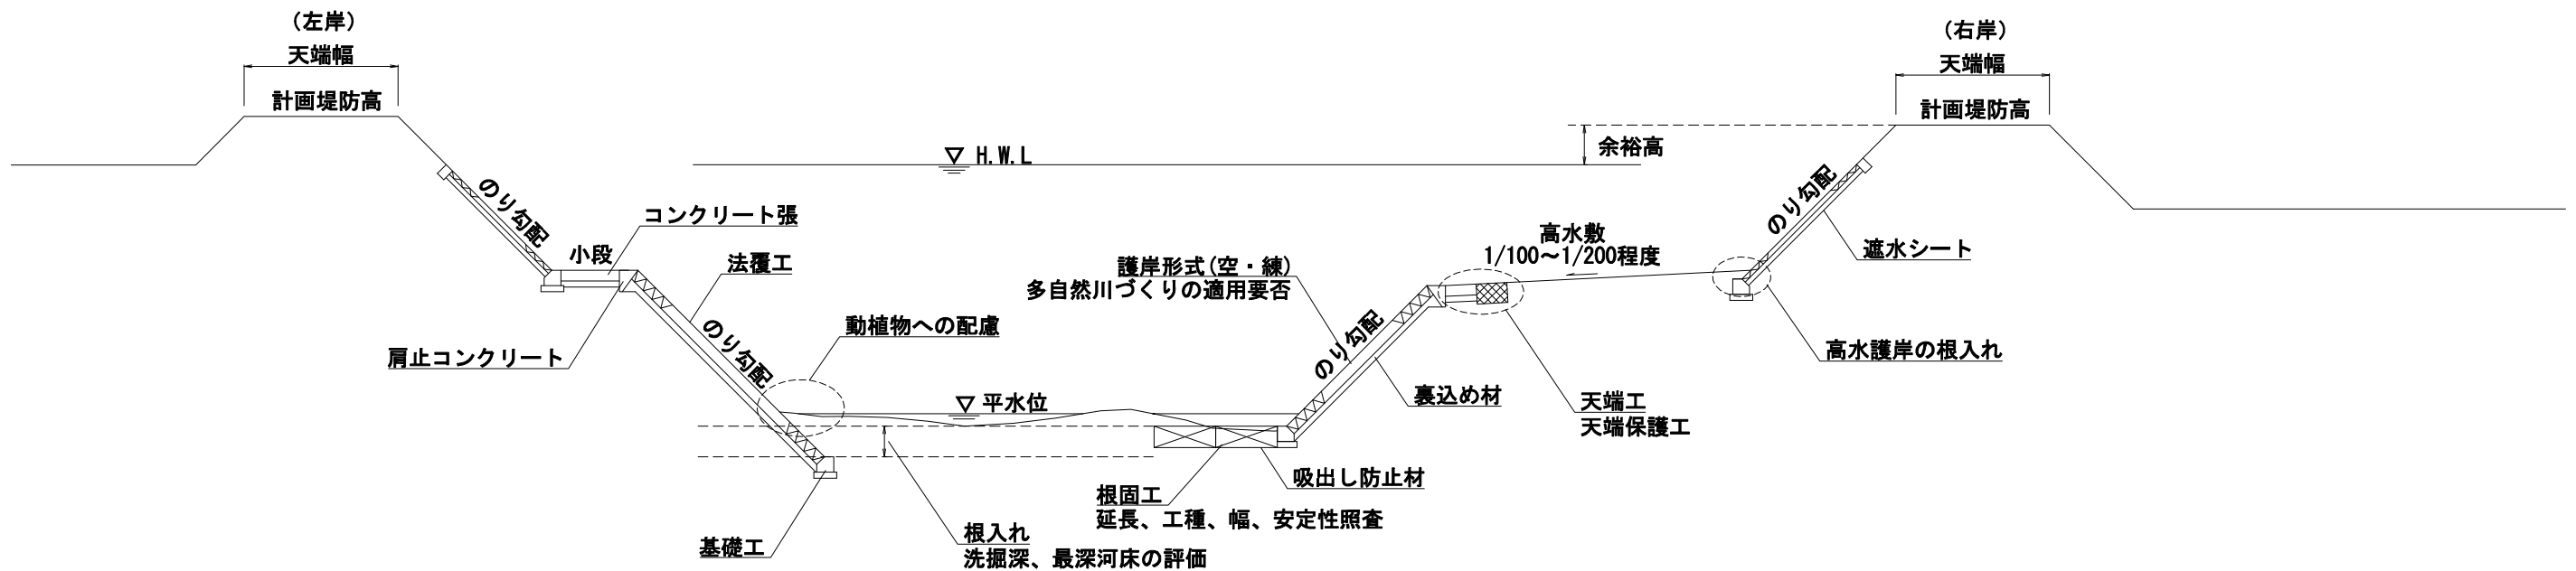 （左岸）
天端幅
計画堤防高
のり勾配
小段
コンクリート張
法覆工
のり勾配
肩止コンクリート
動植物への配慮
基礎工
H.W.L
平水位
根入れ
洗掘深、最深河床の評価
根固工
延長、工種、幅、安定性照査
吸出し防止材
護岸形式(空・練)
多自然川づくりの適用要否
のり勾配
裏込め材
高水敷
1/100～1/200程度
天端工
天端保護工
余裕高
（右岸）
天端幅
計画堤防高
のり勾配
遮水シート
高水護岸の根入れ